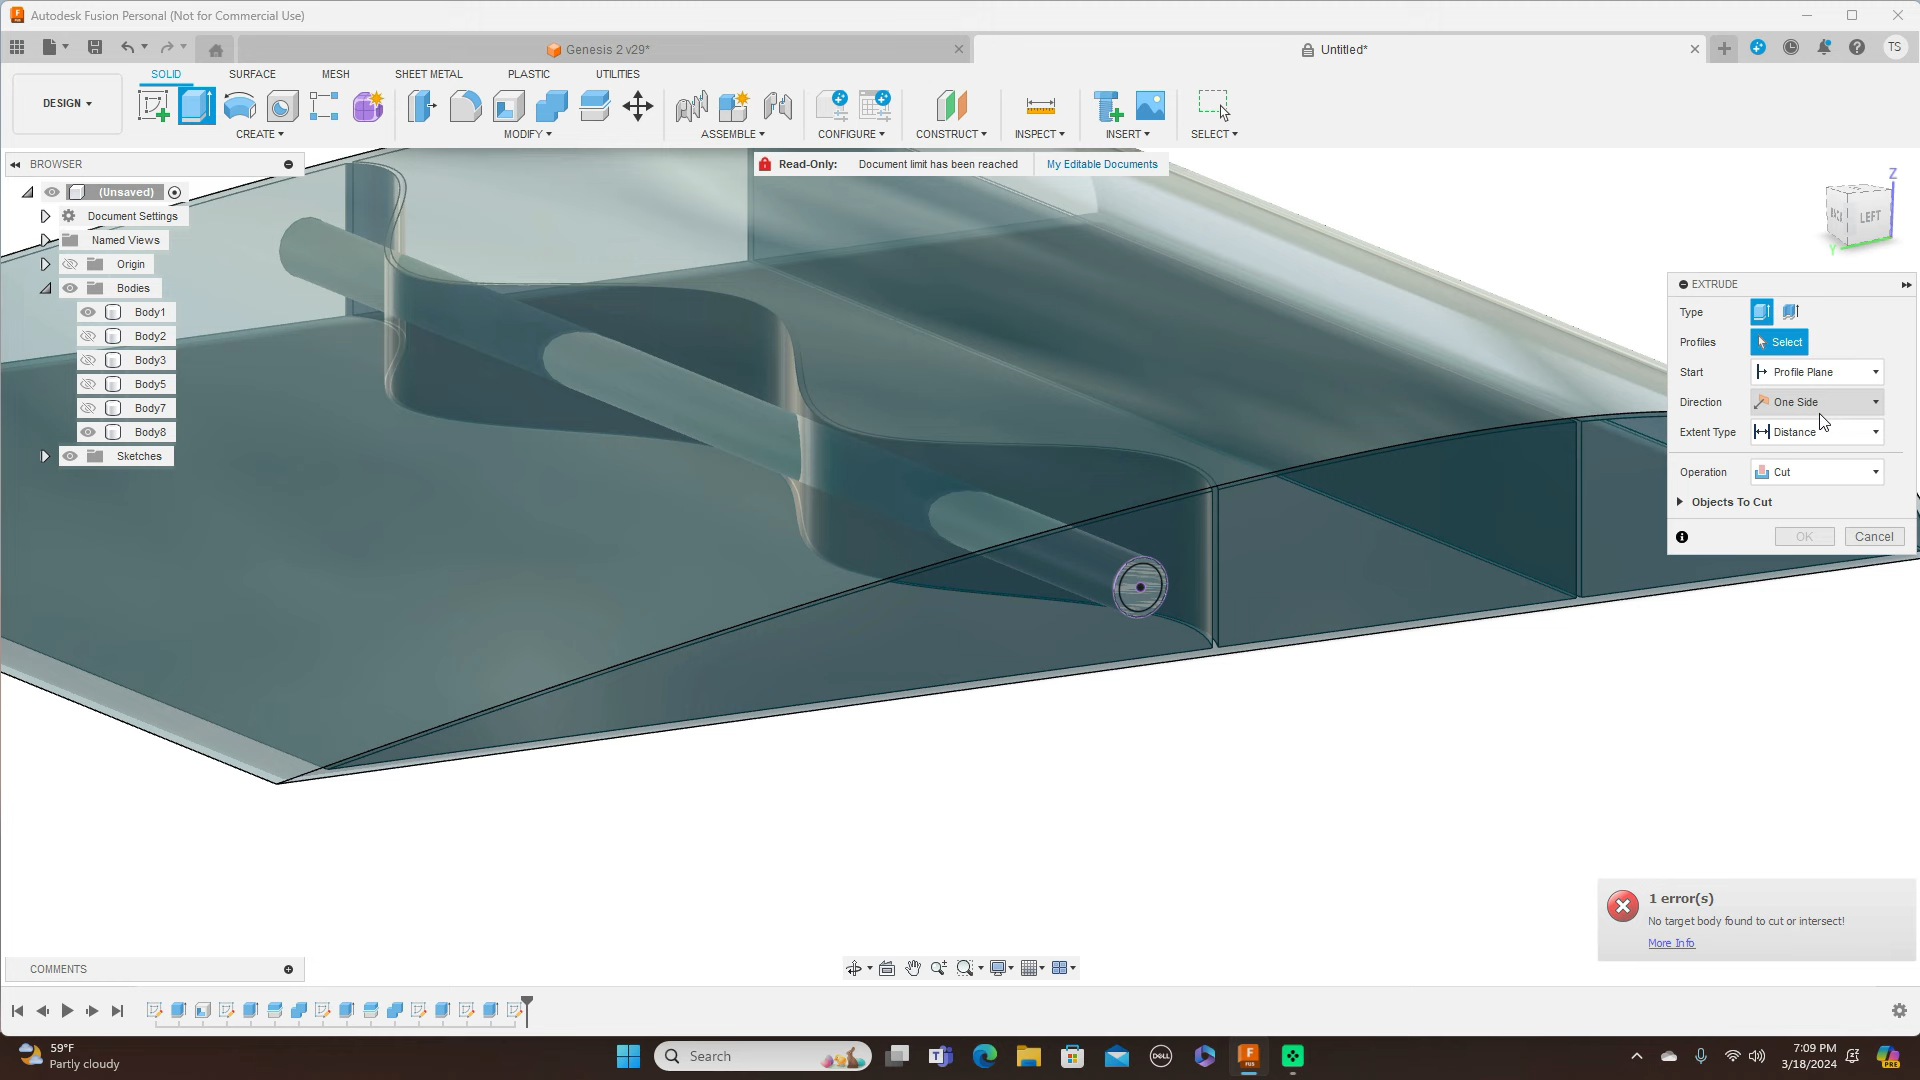 Autodesk Fusion Personal (Not for Commercial Use)
Genesis 2 v29*
Untitled*
TS
DESIGN
SOLID
SURFACE
MESH
SHEET METAL
PLASTIC
UTILITIES
CREATE
MODIFY
ASSEMBLE
CONFIGURE
CONSTRUCT
INSPECT
INSERT
SELECT
BROWSER
Read-Only: Document limit has been reached
My Editable Documents
(Unsaved)
Document Settings
Named Views
Origin
Bodies
Body1
Body2
Body3
Body5
Body7
Body8
Sketches
Z
LEFT
Y
EXTRUDE
Type
Profiles
Select
Start
Profile Plane
Direction
One Side
Extent Type
Distance
Operation
Cut
Objects To Cut
OK
Cancel
1 error(s)
No target body found to cut or intersect!
More Info
COMMENTS
59°F
Partly cloudy
Search
DELL
FUS
7:09 PM
3/18/2024
PRE